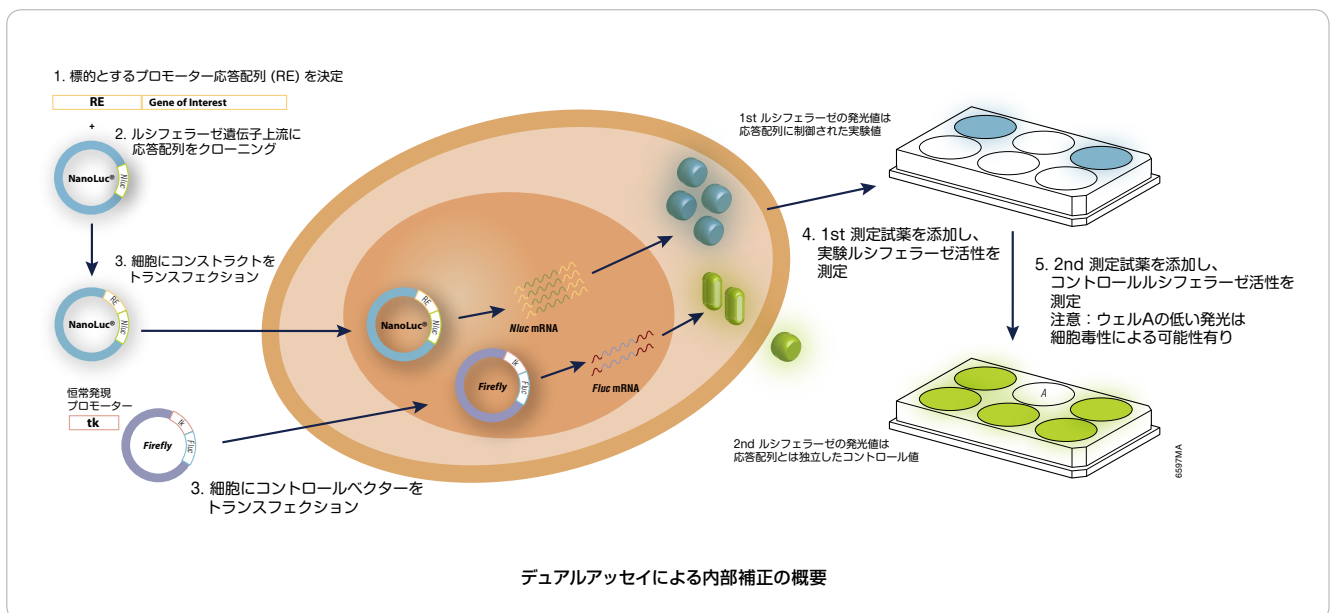 1. 標的とするプロモーター応答配列 (RE) を決定
RE Gene of Interest
+
2. ルシフェラーゼ遺伝子上流に
応答配列をクローニング
NanoLuc®
Nluc
3. 細胞にコンストラクトを
トランスフェクション
NanoLuc®
RE
Nluc
恒常発現
プロモーター
tk
Firefly
tk
Fluc
3. 細胞にコントロールベクターを
トランスフェクション
NanoLuc®
RE
Nluc
Nluc mRNA
Firefly
tk
Fluc
Fluc mRNA
1st ルシフェラーゼの発光値は
応答配列に制御された実験値
4. 1st 測定試薬を添加し、
実験ルシフェラーゼ活性を
測定
5. 2nd 測定試薬を添加し、
コントロールルシフェラーゼ活性を
測定
注意：ウェルAの低い発光は
細胞毒性による可能性有り
A
2nd ルシフェラーゼの発光値は
応答配列とは独立したコントロール値
6597MA
デュアルアッセイによる内部補正の概要